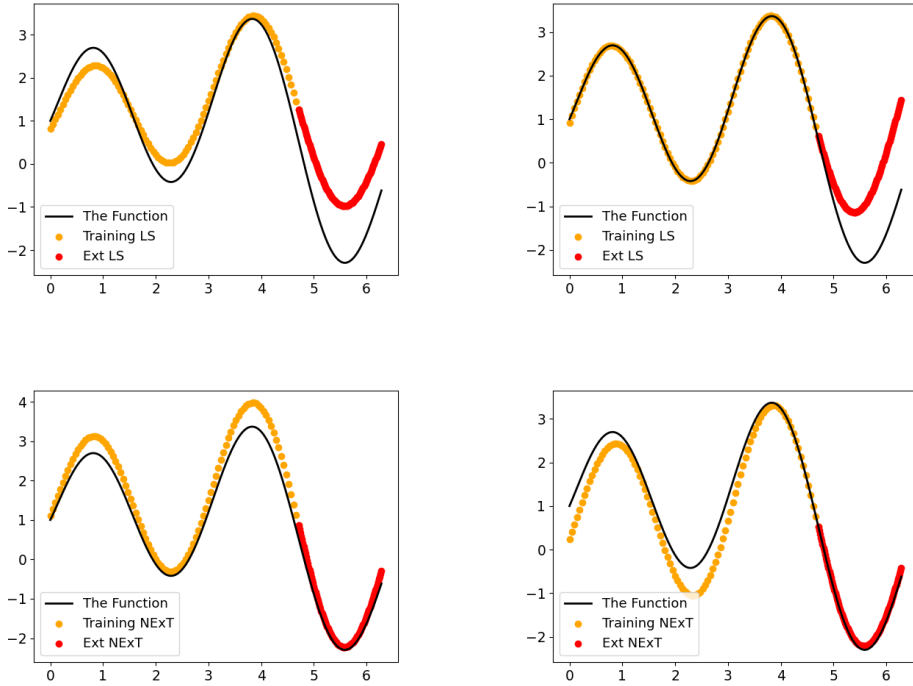 3
2
1
0
−1
−2
The Function
Training LS
Ext LS
0 1 2 3 4 5 6
3
2
1
0
−1
−2
The Function
Training LS
Ext LS
0 1 2 3 4 5 6
4
3
2
1
0
−1
−2
The Function
Training NExT
Ext NExT
0 1 2 3 4 5 6
3
2
1
0
−1
−2
The Function
Training NExT
Ext NExT
0 1 2 3 4 5 6